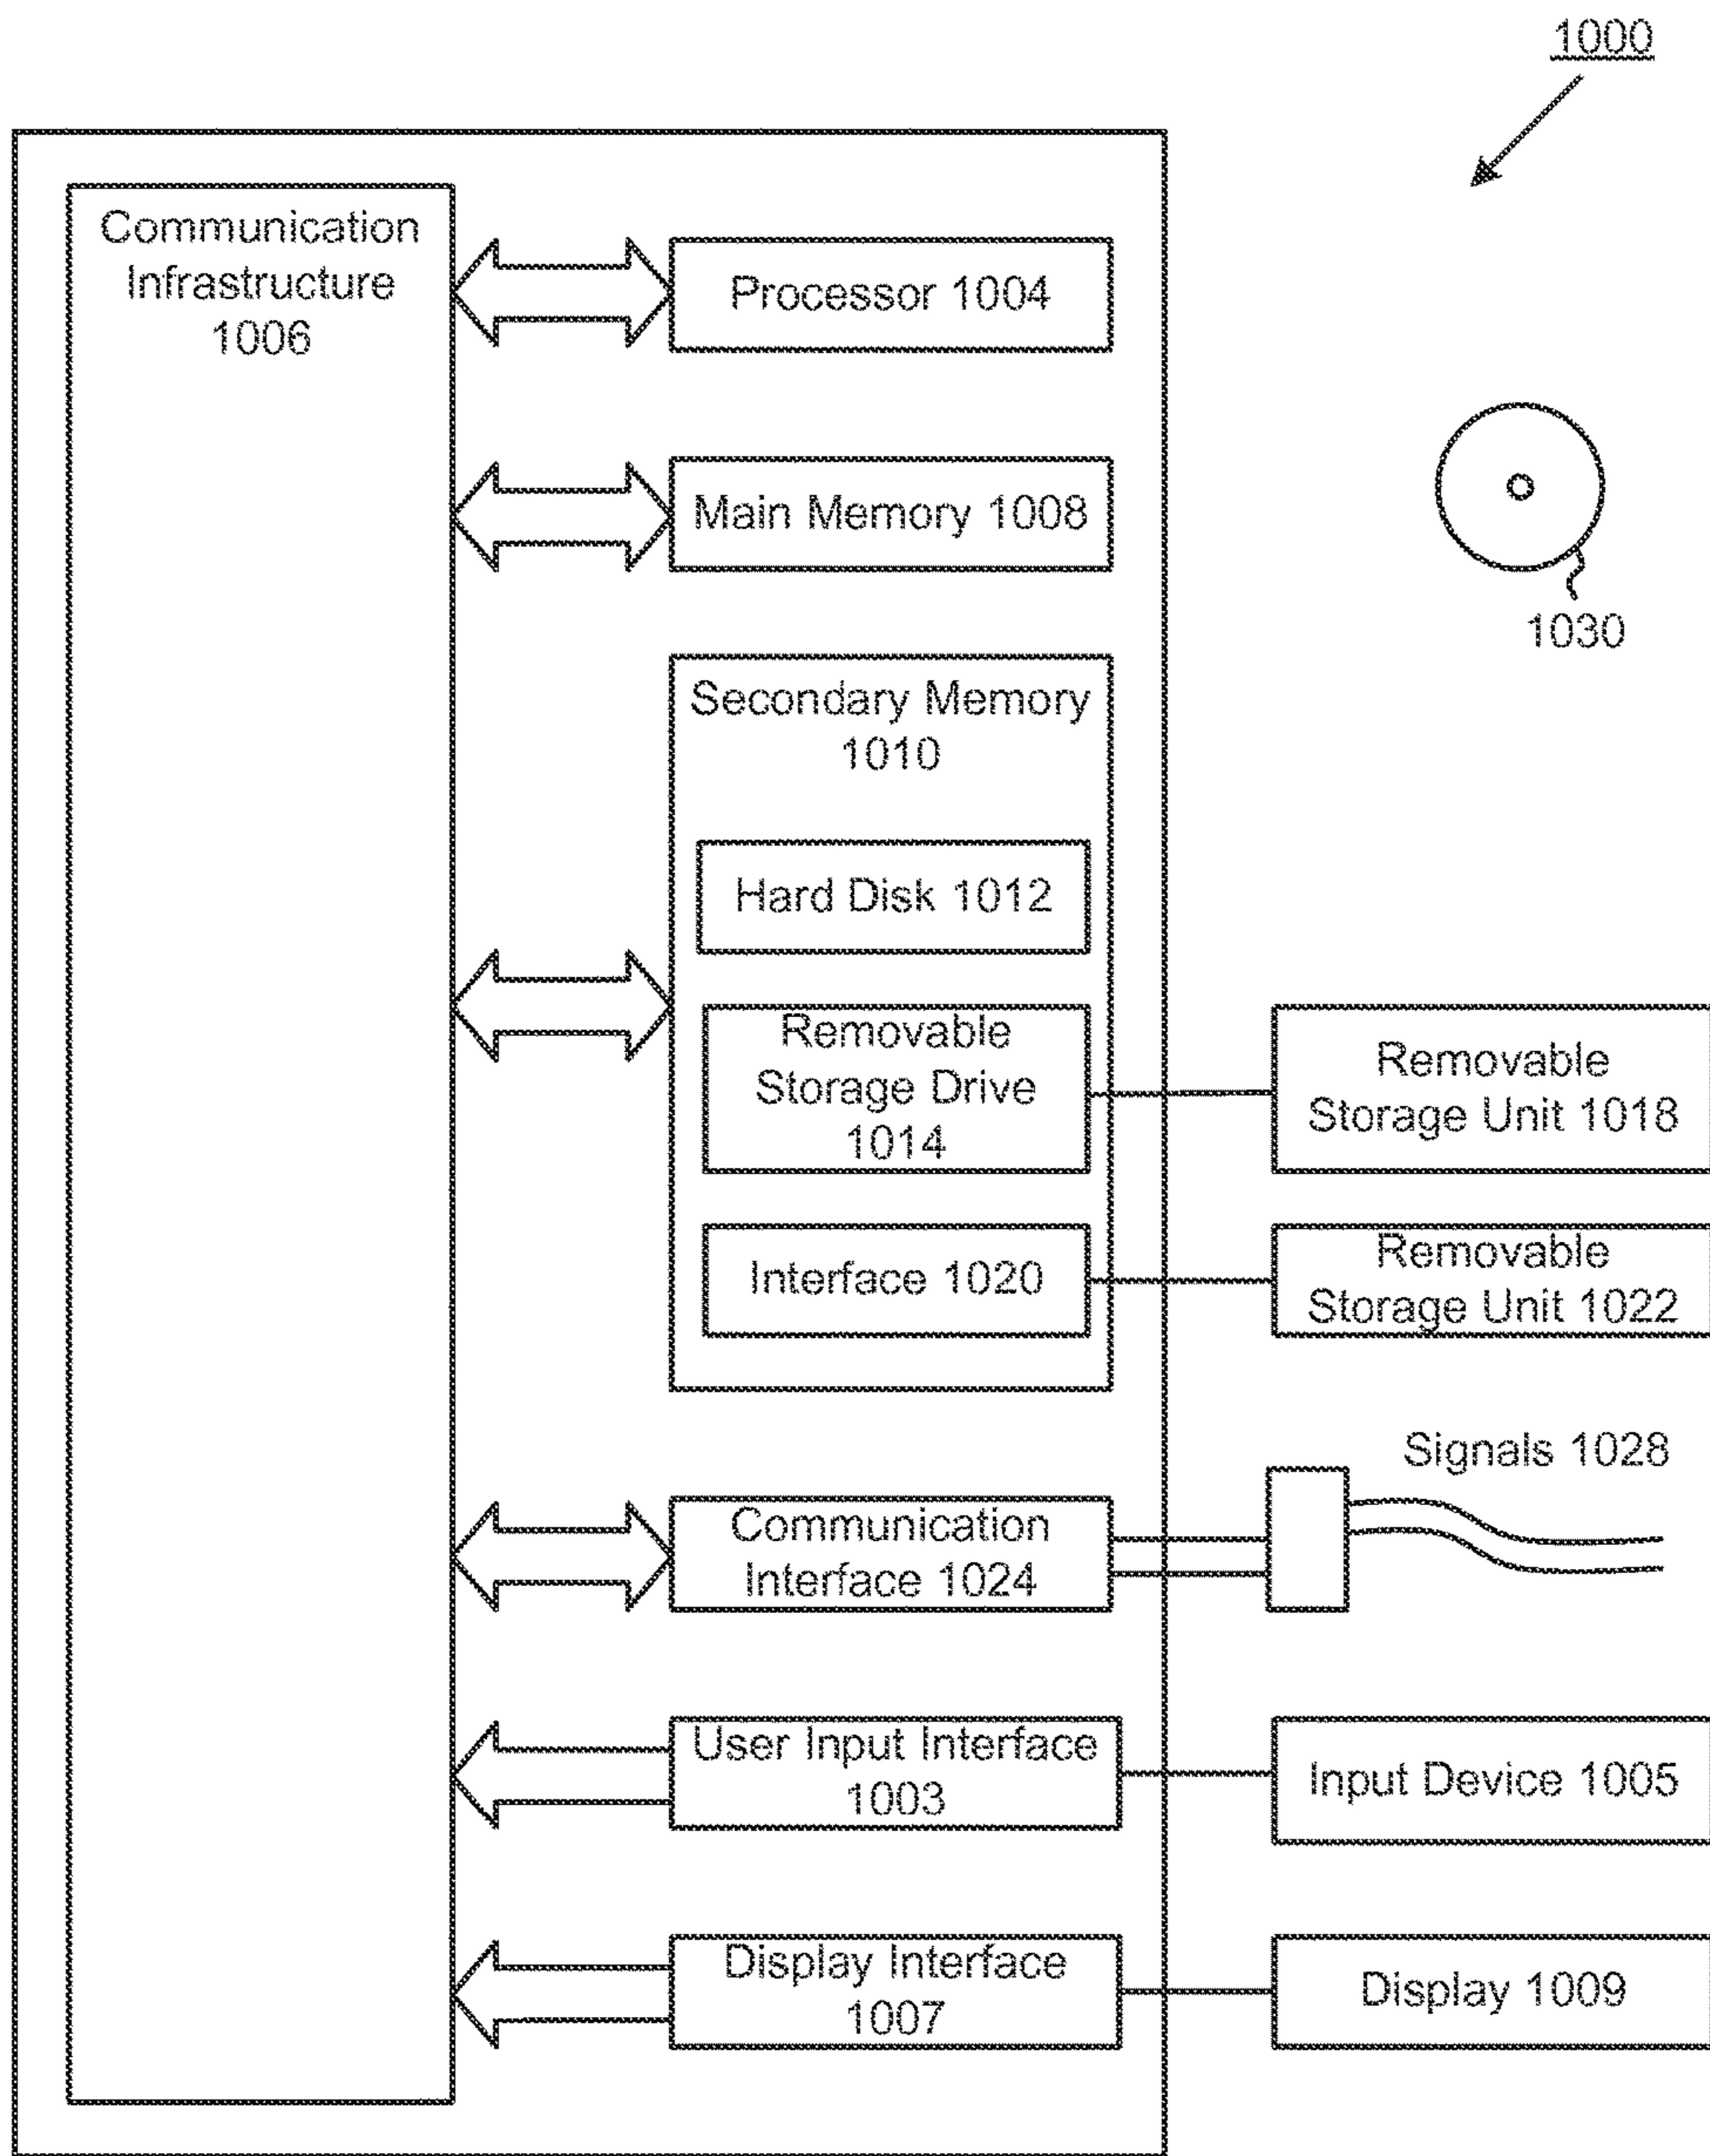 1000
Communication
Infrastructure
1006
Processor 1004
Main Memory 1008
1030
Secondary Memory
1010
Hard Disk 1012
Removable
Storage Drive
1014
Removable
Storage Unit 1018
Interface 1020
Removable
Storage Unit 1022
Signals 1028
Communication
Interface 1024
User Input Interface
1003
Input Device 1005
Display Interface
1007
Display 1009